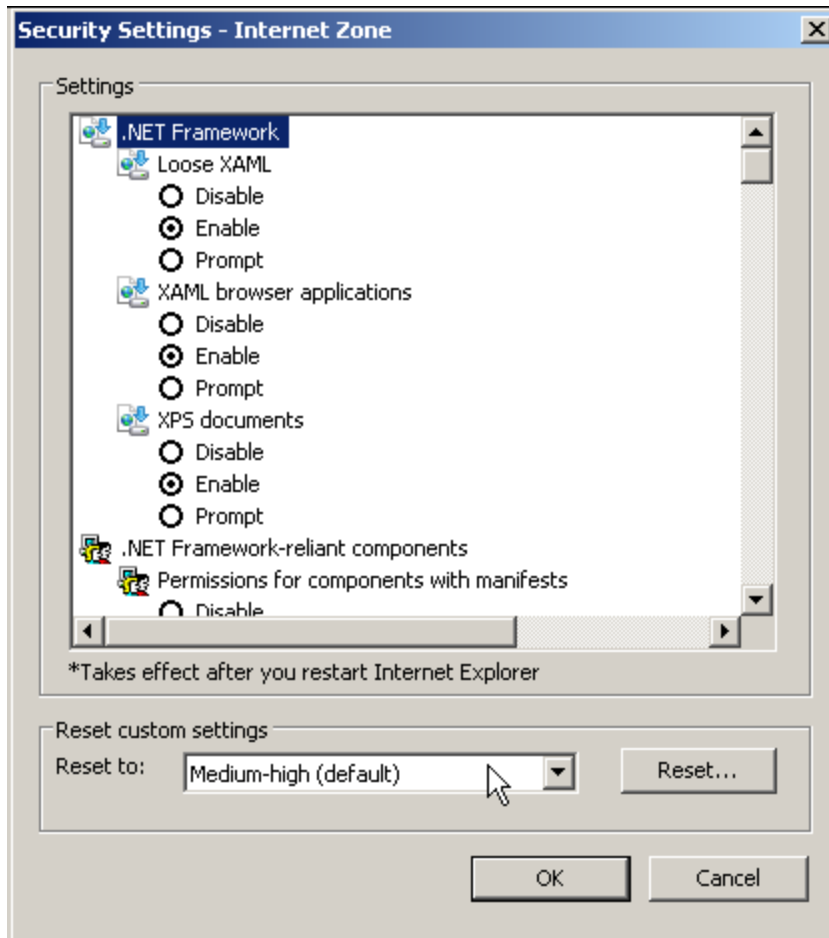 Security Settings - Internet Zone
Settings
.NET Framework
Loose XAML
Disable
Enable
Prompt
XAML browser applications
Disable
Enable
Prompt
XPS documents
Disable
Enable
Prompt
.NET Framework-reliant components
Permissions for components with manifests
Disable
*Takes effect after you restart Internet Explorer
Reset custom settings
Reset to: Medium-high (default) Reset...
OK Cancel